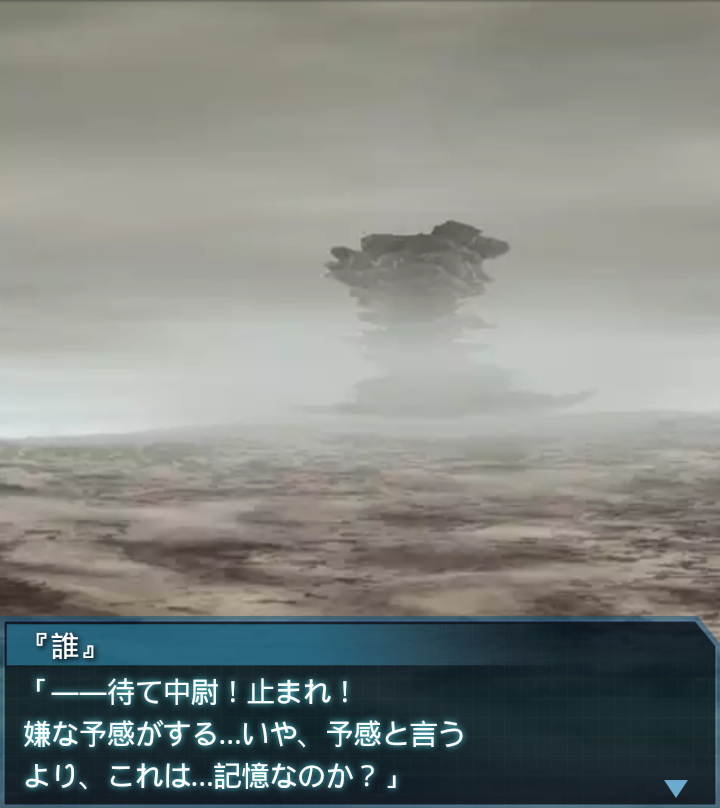 『誰』
「――待て中尉！止まれ！
嫌な予感がする…いや、予感と言う
より、これは…記憶なのか？」